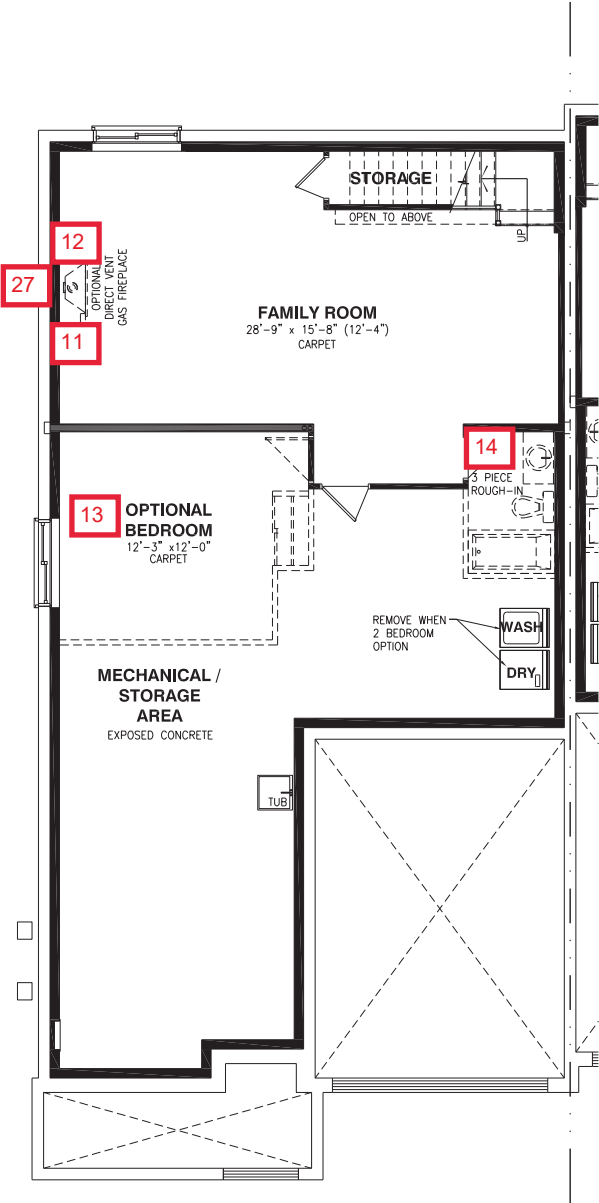 STORAGE
OPEN TO ABOVE
UP
12
27
OPTIONAL
DIRECT VENT
GAS FIREPLACE
11
FAMILY ROOM
28'-9" x 15'-8" (12'-4")
CARPET
14
3 PIECE
ROUGH-IN
13
OPTIONAL
BEDROOM
12'-3" x12'-0"
CARPET
REMOVE WHEN
2 BEDROOM
OPTION
WASH
DRY
MECHANICAL /
STORAGE
AREA
EXPOSED CONCRETE
TUB